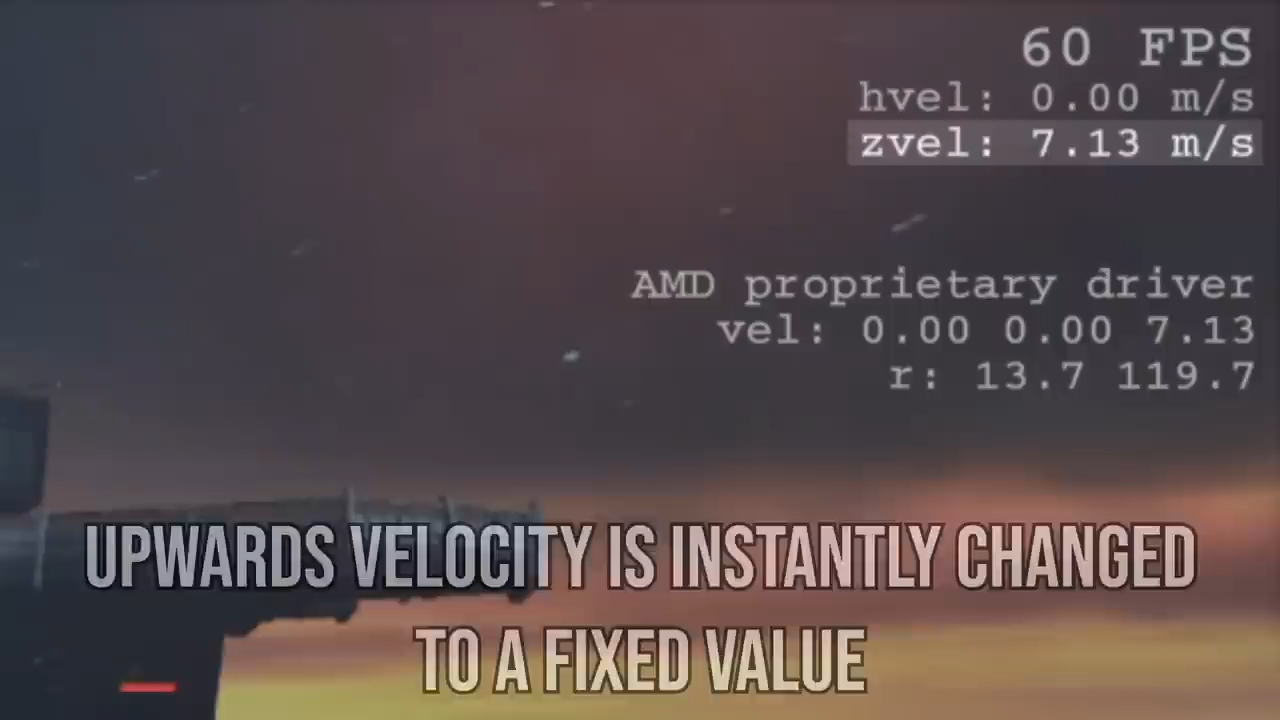 60 FPS
hvel: 0.00 m/s
zvel: 7.13 m/s
AMD proprietary driver
vel: 0.00 0.00 7.13
r: 13.7 119.7
UPWARDS VELOCITY IS INSTANTLY CHANGED
TO A FIXED VALUE